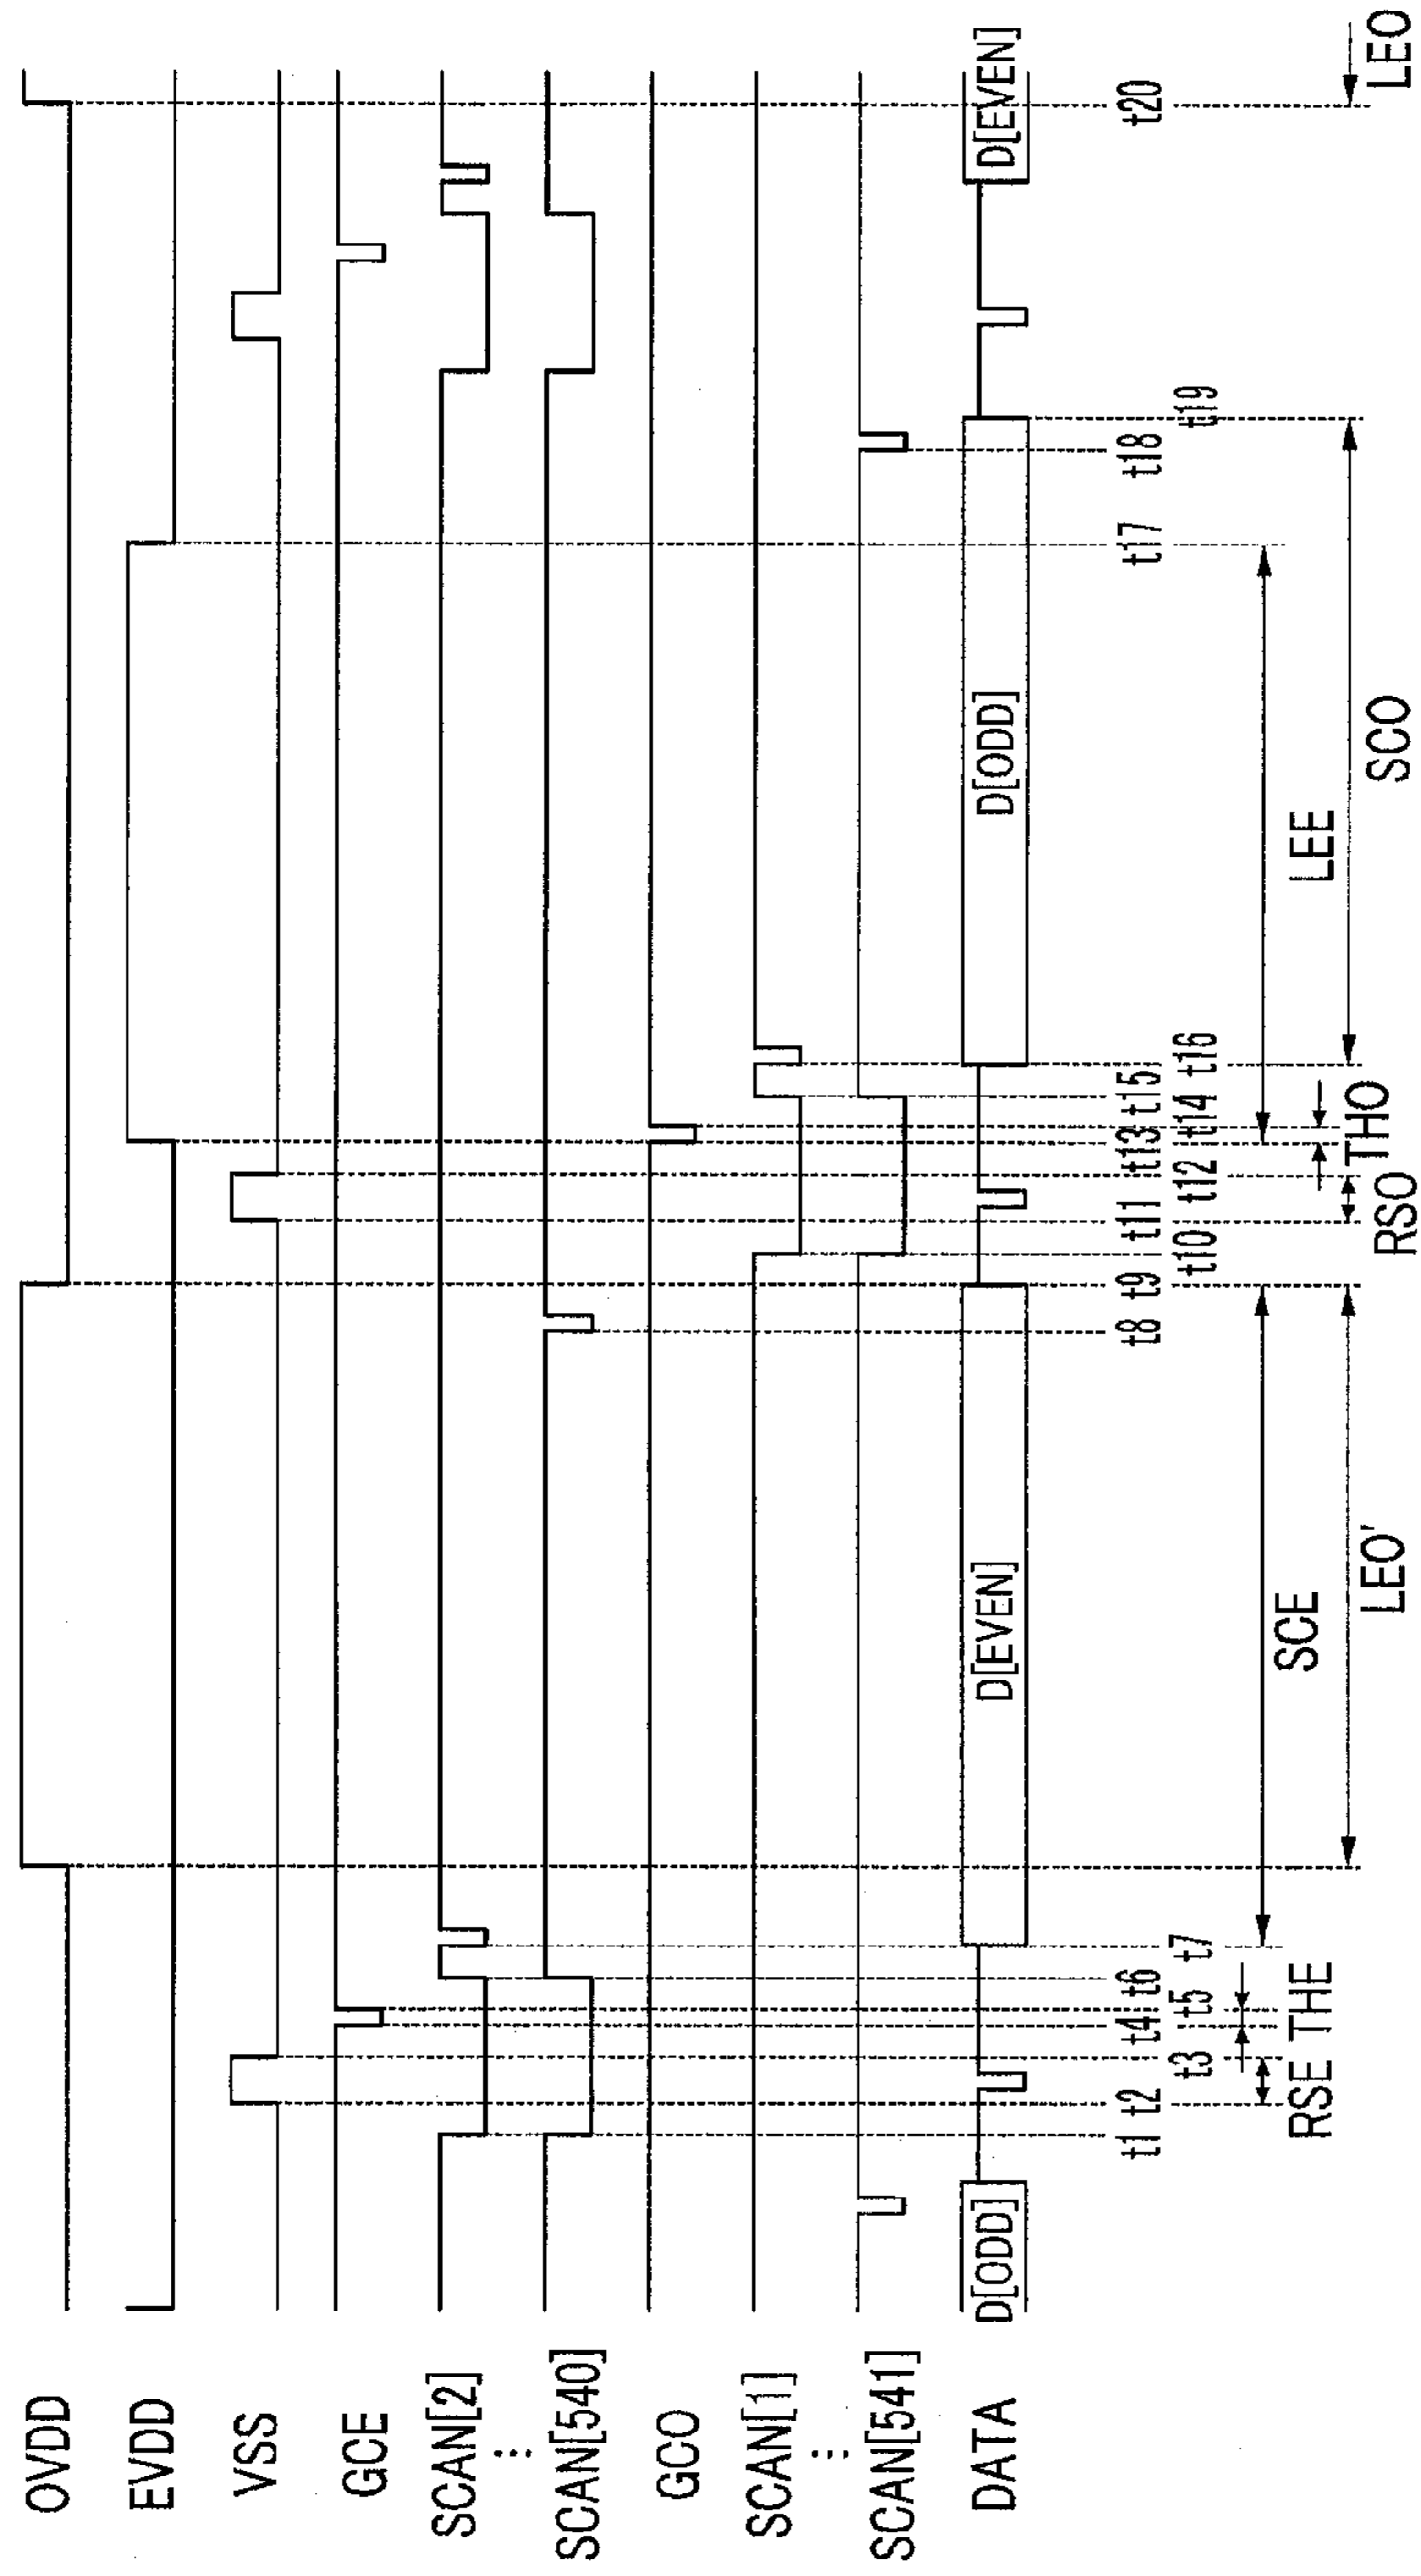 OVDD
EVDD
VSS
GCE
SCAN[2]
⋮
SCAN[540]
GCO
SCAN[1]
⋮
SCAN[541]
DATA
D[ODD]
D[EVEN]
D[ODD]
D[EVEN]
t1
t2
t3
t4
t5
t6
t7
t8
t9
t10
t11
t12
t13
t14
t15
t16
t17
t18
t19
t20
RSE
THE
SCE
LEO'
RSO
THO
LEE
SCO
LEO